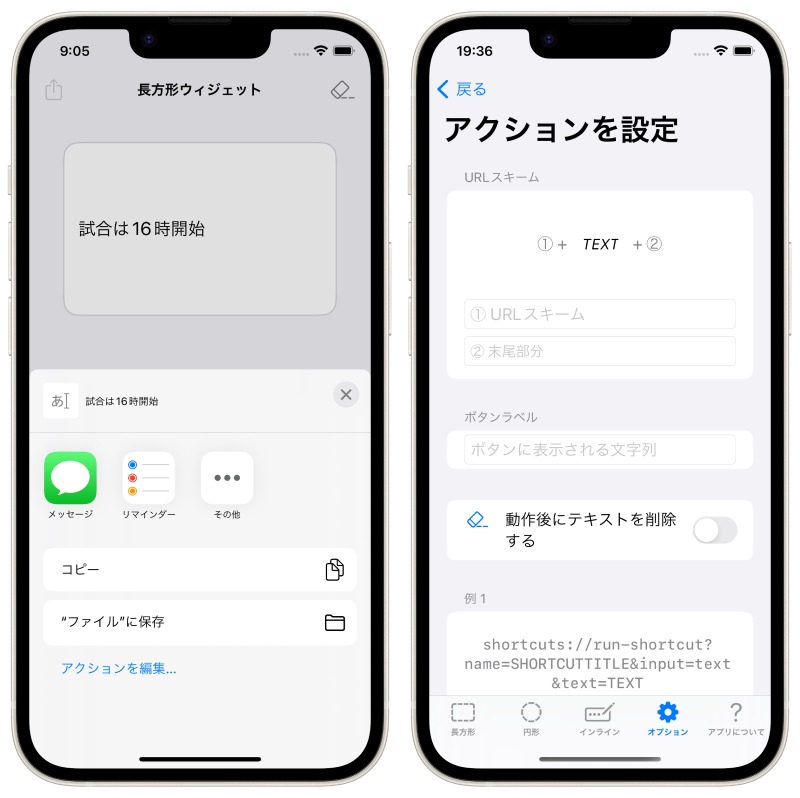 9:05
長方形ウィジェット
試合は16時開始
あ
試合は16時開始
メッセージ
リマインダー
その他
コピー
“ファイル”に保存
アクションを編集...
19:36
戻る
アクションを設定
URLスキーム
①+ TEXT +②
① URLスキーム
② 末尾部分
ボタンラベル
ボタンに表示される文字列
動作後にテキストを削除
する
例 1
shortcuts://run-shortcut?
name=SHORTCUTTITLE&input=text
&text=TEXT
長方形
円形
インライン
オプション
アプリについて